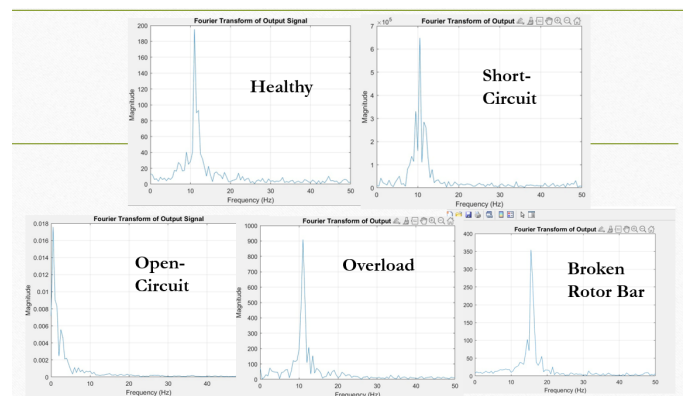 Fourier Transform of Output Signal
200
180
160
140
120
100
80
60
40
20
0
Magnitude
Healthy
0 10 20 30 40 50
Frequency (Hz)
Fourier Transform of Output
×10^5
7
6
5
4
3
2
1
0
Magnitude
Short-
Circuit
0 10 20 30 40 50
Frequency (Hz)
Fourier Transform of Output Signal
0.018
0.016
0.014
0.012
0.01
0.008
0.006
0.004
0.002
0
Magnitude
Open-
Circuit
0 10 20 30 40
Frequency (Hz)
Fourier Transform of Output
1000
900
800
700
600
500
400
300
200
100
0
Magnitude
Overload
0 10 20 30 40 50
Frequency (Hz)
Fourier Transform of Output
400
350
300
250
200
150
100
50
0
Magnitude
Broken
Rotor Bar
0 10 20 30 40 50
Frequency (Hz)